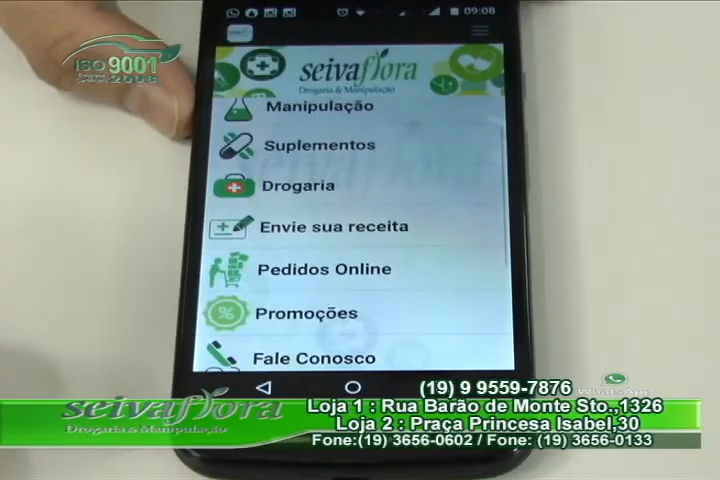 09:08
ISO 9001
2008
seivaflora
Drogaria & Manipulação
Manipulação
Suplementos
Drogaria
Envie sua receita
Pedidos Online
Promoções
Fale Conosco
(19) 9 9559-7876
WhatsApp
seivaflora
Drogaria & Manipulação
Loja 1 : Rua Barão de Monte Sto.,1326
Loja 2 : Praça Princesa Isabel,30
Fone:(19) 3656-0602 / Fone: (19) 3656-0133